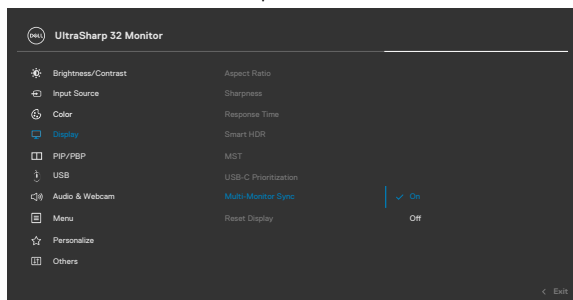 DELL
UltraSharp 32 Monitor
Brightness/Contrast
Input Source
Color
Display
PIP/PBP
USB
Audio & Webcam
Menu
Personalize
Others
Aspect Ratio
Sharpness
Response Time
Smart HDR
MST
USB-C Prioritization
Multi-Monitor Sync
Reset Display
On
Off
Exit